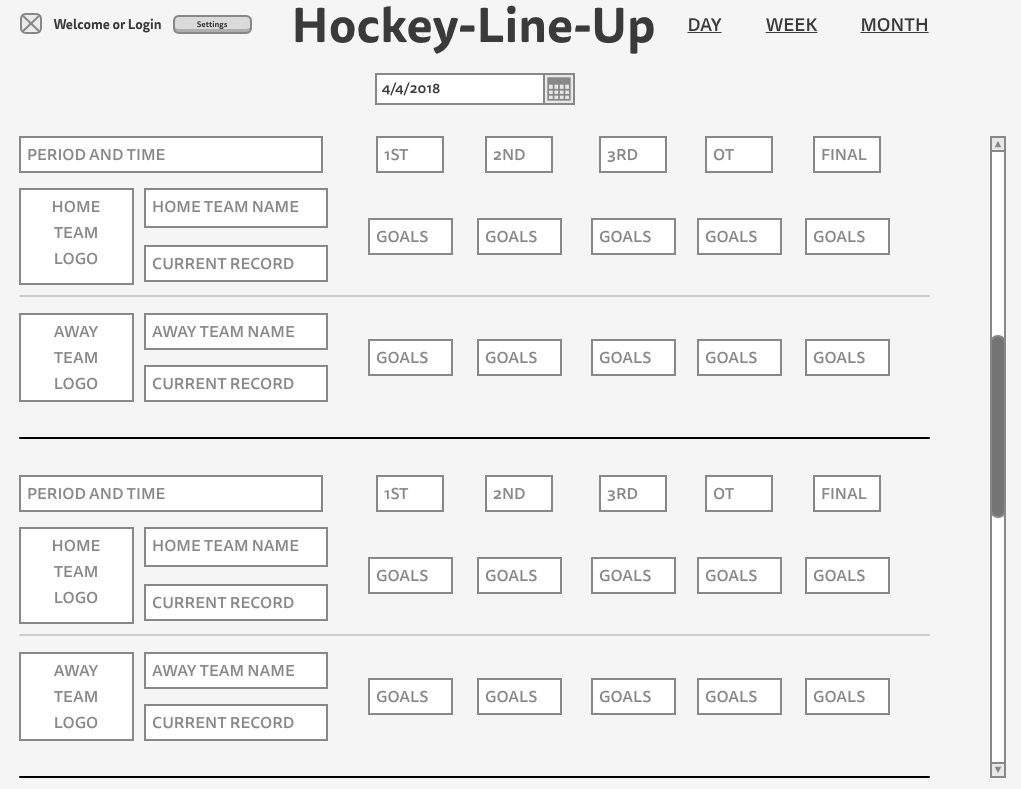 Welcome or Login
Settings
Hockey-Line-Up
DAY
WEEK
MONTH
4/4/2018
PERIOD AND TIME
1ST
2ND
3RD
OT
FINAL
HOME
TEAM
LOGO
HOME TEAM NAME
CURRENT RECORD
GOALS
GOALS
GOALS
GOALS
GOALS
AWAY
TEAM
LOGO
AWAY TEAM NAME
CURRENT RECORD
GOALS
GOALS
GOALS
GOALS
GOALS
PERIOD AND TIME
1ST
2ND
3RD
OT
FINAL
HOME
TEAM
LOGO
HOME TEAM NAME
CURRENT RECORD
GOALS
GOALS
GOALS
GOALS
GOALS
AWAY
TEAM
LOGO
AWAY TEAM NAME
CURRENT RECORD
GOALS
GOALS
GOALS
GOALS
GOALS